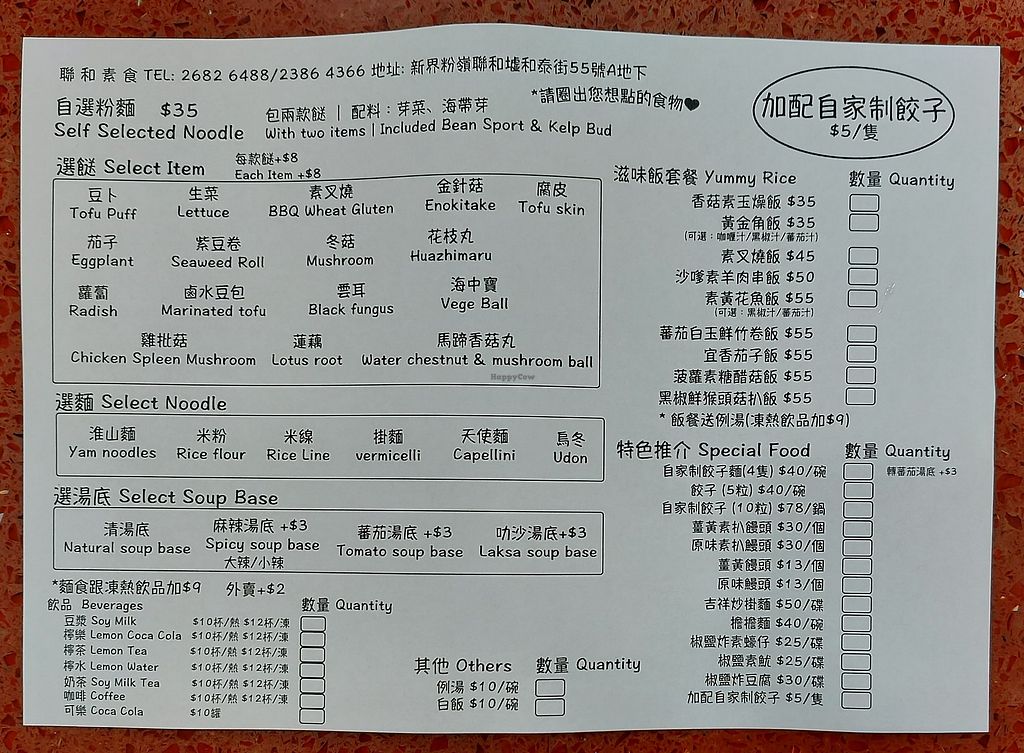 聯和素食 TEL: 2682 6488/2386 4366 地址: 新界粉嶺聯和墟和泰街55號A地下
*請圈出您想點的食物❤
自選粉麵 $35
包兩款餸 | 配料：芽菜、海帶芽
Self Selected Noodle
With two items | Included Bean Sport & Kelp Bud
加配自家制餃子
$5/隻
選餸 Select Item
每款餸+$8
Each Item +$8
豆卜 生菜 素叉燒 金針菇 腐皮
Tofu Puff Lettuce BBQ Wheat Gluten Enokitake Tofu skin
茄子 紫豆卷 冬菇 花枝丸
Eggplant Seaweed Roll Mushroom Huazhimaru
蘿蔔 鹵水豆包 雲耳 海中寶
Radish Marinated tofu Black fungus Vege Ball
雞批菇 蓮藕 馬蹄香菇丸
Chicken Spleen Mushroom Lotus root Water chestnut & mushroom ball
HappyCow
選麵 Select Noodle
淮山麵 米粉 米線 掛麵 天使麵 烏冬
Yam noodles Rice flour Rice Line vermicelli Capellini Udon
選湯底 Select Soup Base
清湯底 麻辣湯底 +$3 蕃茄湯底 +$3 叻沙湯底+$3
Natural soup base Spicy soup base Tomato soup base Laksa soup base
大辣/小辣
*麵食跟凍熱飲品加$9 外賣+$2
飲品 Beverages 數量 Quantity
豆漿 Soy Milk $10杯/熱 $12杯/凍
檸樂 Lemon Coca Cola $10杯/熱 $12杯/凍
檸茶 Lemon Tea $10杯/熱 $12杯/凍
檸水 Lemon Water $10杯/熱 $12杯/凍
奶茶 Soy Milk Tea $10杯/熱 $12杯/凍
咖啡 Coffee $10杯/熱 $12杯/凍
可樂 Coca Cola $10罐
其他 Others 數量 Quantity
例湯 $10/碗
白飯 $10/碗
滋味飯套餐 Yummy Rice 數量 Quantity
香菇素玉燥飯 $35
黃金角飯 $35
(可選：咖喱汁/黑椒汁/蕃茄汁)
素叉燒飯 $45
沙嗲素羊肉串飯 $50
素黃花魚飯 $55
(可選：黑椒汁/蕃茄汁)
蕃茄白玉鮮竹卷飯 $55
宜香茄子飯 $55
菠蘿素糖醋菇飯 $55
黑椒鮮猴頭菇扒飯 $55
* 飯餐送例湯(凍熱飲品加$9)
特色推介 Special Food 數量 Quantity
自家制餃子麵(4隻) $40/碗 轉蕃茄湯底 +$3
餃子 (5粒) $40/碗
自家制餃子 (10粒) $78/鍋
薑黃素扒饅頭 $30/個
原味素扒饅頭 $30/個
薑黃饅頭 $13/個
原味饅頭 $13/個
吉祥炒掛麵 $50/碟
擔擔麵 $40/碗
椒鹽炸素蠔仔 $25/碟
椒鹽素魷 $25/碟
椒鹽炸豆腐 $30/碟
加配自家制餃子 $5/隻